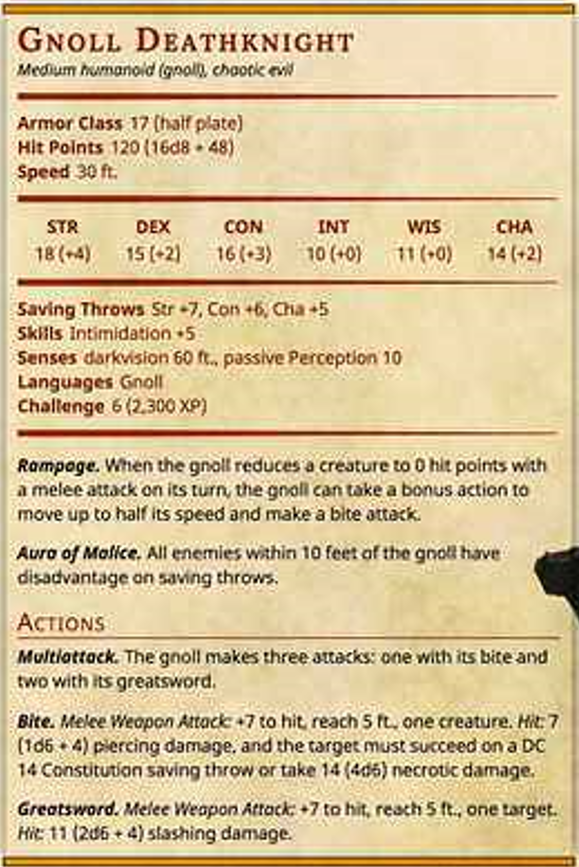 Gnoll Deathknight
Medium humanoid (gnoll), chaotic evil
Armor Class 17 (half plate)
Hit Points 120 (16d8 + 48)
Speed 30 ft.
STR DEX CON INT WIS CHA
18 (+4) 15 (+2) 16 (+3) 10 (+0) 11 (+0) 14 (+2)
Saving Throws Str +7, Con +6, Cha +5
Skills Intimidation +5
Senses darkvision 60 ft., passive Perception 10
Languages Gnoll
Challenge 6 (2,300 XP)
Rampage. When the gnoll reduces a creature to 0 hit points with
a melee attack on its turn, the gnoll can take a bonus action to
move up to half its speed and make a bite attack.
Aura of Malice. All enemies within 10 feet of the gnoll have
disadvantage on saving throws.
Actions
Multiattack. The gnoll makes three attacks: one with its bite and
two with its greatsword.
Bite. Melee Weapon Attack: +7 to hit, reach 5 ft., one creature. Hit: 7
(1d6 + 4) piercing damage, and the target must succeed on a DC
14 Constitution saving throw or take 14 (4d6) necrotic damage.
Greatsword. Melee Weapon Attack: +7 to hit, reach 5 ft., one target.
Hit: 11 (2d6 + 4) slashing damage.